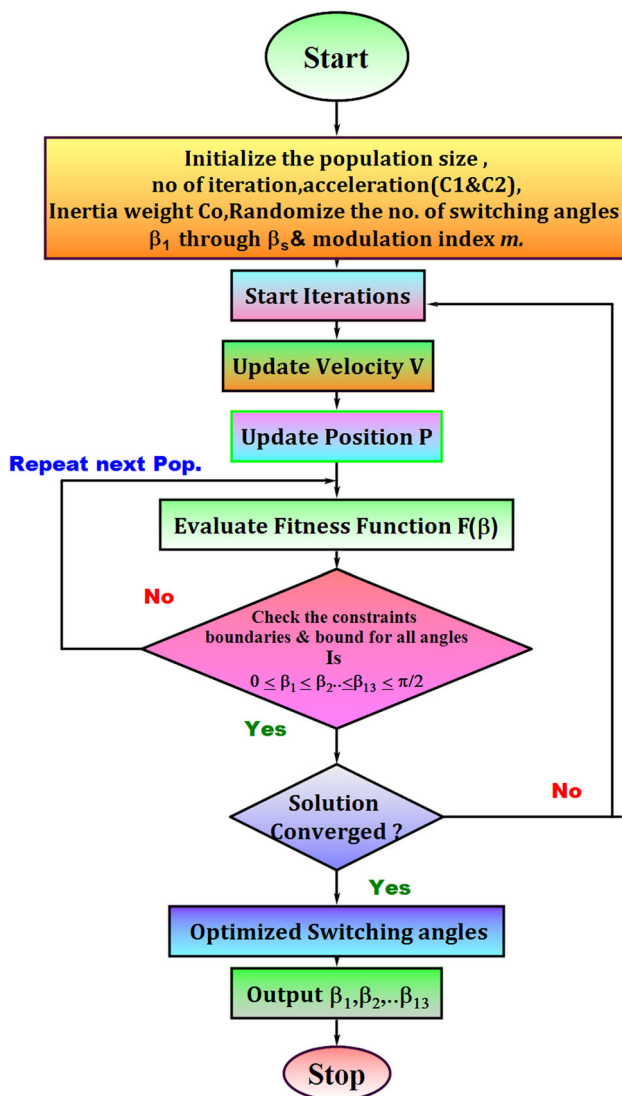 Start
Initialize the population size ,
no of iteration,acceleration(C1&C2),
Inertia weight Co,Randomize the no. of switching angles
β₁ through βₛ& modulation index m.
Start Iterations
Update Velocity V
Update Position P
Repeat next Pop.
Evaluate Fitness Function F(β)
No
Check the constraints
boundaries & bound for all angles
Is
0 ≤ β₁ ≤ β₂..≤β₁₃ ≤ π/2
Yes
Solution
Converged ?
No
Yes
Optimized Switching angles
Output β₁,β₂,..β₁₃
Stop